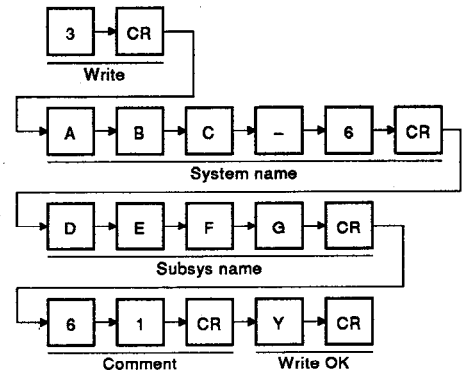 3 CR
Write
A B C – 6 CR
System name
D E F G CR
Subsys name
6 1 CR Y CR
Comment Write OK